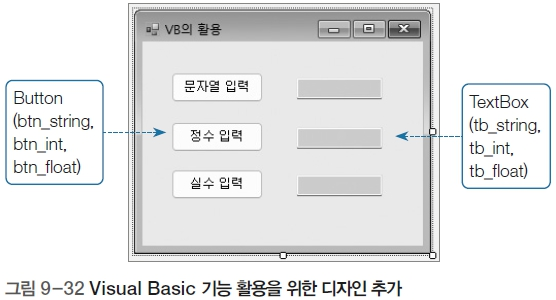 VB의 활용
Button
(btn_string,
btn_int,
btn_float)
문자열 입력
정수 입력
실수 입력
TextBox
(tb_string,
tb_int,
tb_float)
그림 9-32 Visual Basic 기능 활용을 위한 디자인 추가